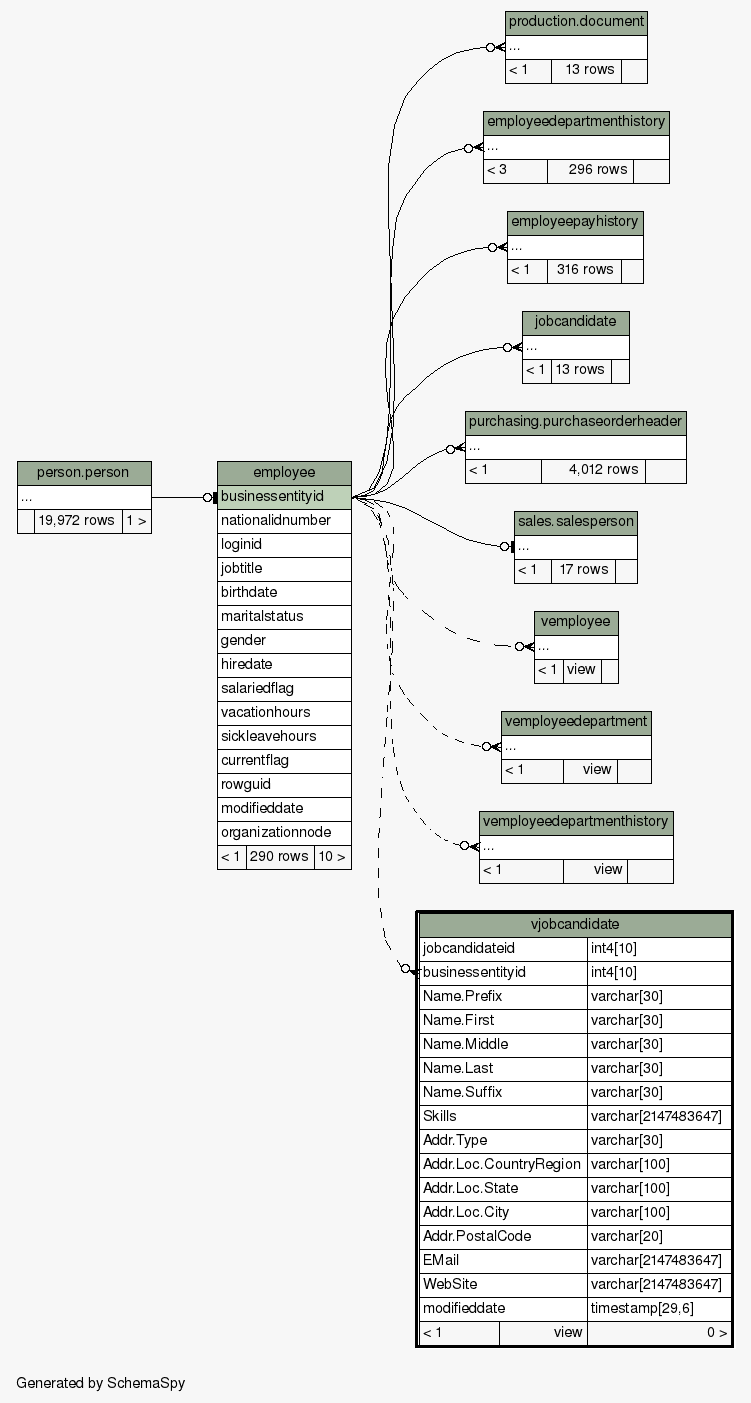 production.document
...
< 1 13 rows
employeedepartmenthistory
...
< 3 296 rows
employeepayhistory
...
< 1 316 rows
jobcandidate
...
< 1 13 rows
purchasing.purchaseorderheader
...
< 1 4,012 rows
person.person
...
19,972 rows 1 >
employee
businessentityid
nationalidnumber
loginid
jobtitle
birthdate
maritalstatus
gender
hiredate
salariedflag
vacationhours
sickleavehours
currentflag
rowguid
modifieddate
organizationnode
< 1 290 rows 10 >
sales.salesperson
...
< 1 17 rows
vemployee
...
< 1 view
vemployeedepartment
...
< 1 view
vemployeedepartmenthistory
...
< 1 view
vjobcandidate
jobcandidateid int4[10]
businessentityid int4[10]
Name.Prefix varchar[30]
Name.First varchar[30]
Name.Middle varchar[30]
Name.Last varchar[30]
Name.Suffix varchar[30]
Skills varchar[2147483647]
Addr.Type varchar[30]
Addr.Loc.CountryRegion varchar[100]
Addr.Loc.State varchar[100]
Addr.Loc.City varchar[100]
Addr.PostalCode varchar[20]
EMail varchar[2147483647]
WebSite varchar[2147483647]
modifieddate timestamp[29,6]
< 1 view 0 >
Generated by SchemaSpy